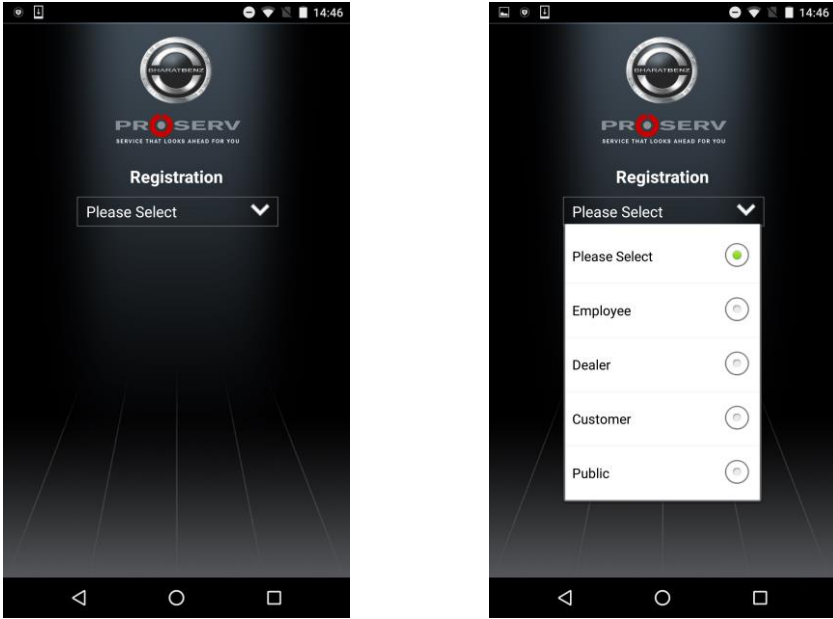 14:46
BHARATBENZ
PROSERV
SERVICE THAT LOOKS AHEAD FOR YOU
Registration
Please Select
14:46
BHARATBENZ
PROSERV
SERVICE THAT LOOKS AHEAD FOR YOU
Registration
Please Select
Please Select
Employee
Dealer
Customer
Public